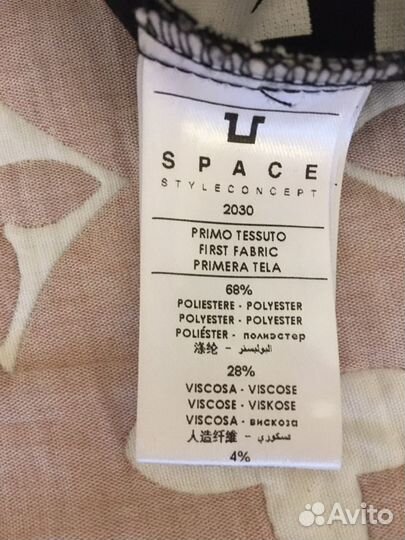 SPACE
STYLECONCEPT
2030
PRIMO TESSUTO
FIRST FABRIC
PRIMERA TELA
68%
POLIESTERE - POLYESTER
POLYESTER - POLYESTER
POLIÉSTER - полиэстер
涤纶 - البوليستر
28%
VISCOSA - VISCOSE
VISCOSE - VISKOSE
VISCOSA - вискоза
人造纤维 -
4%
Avito